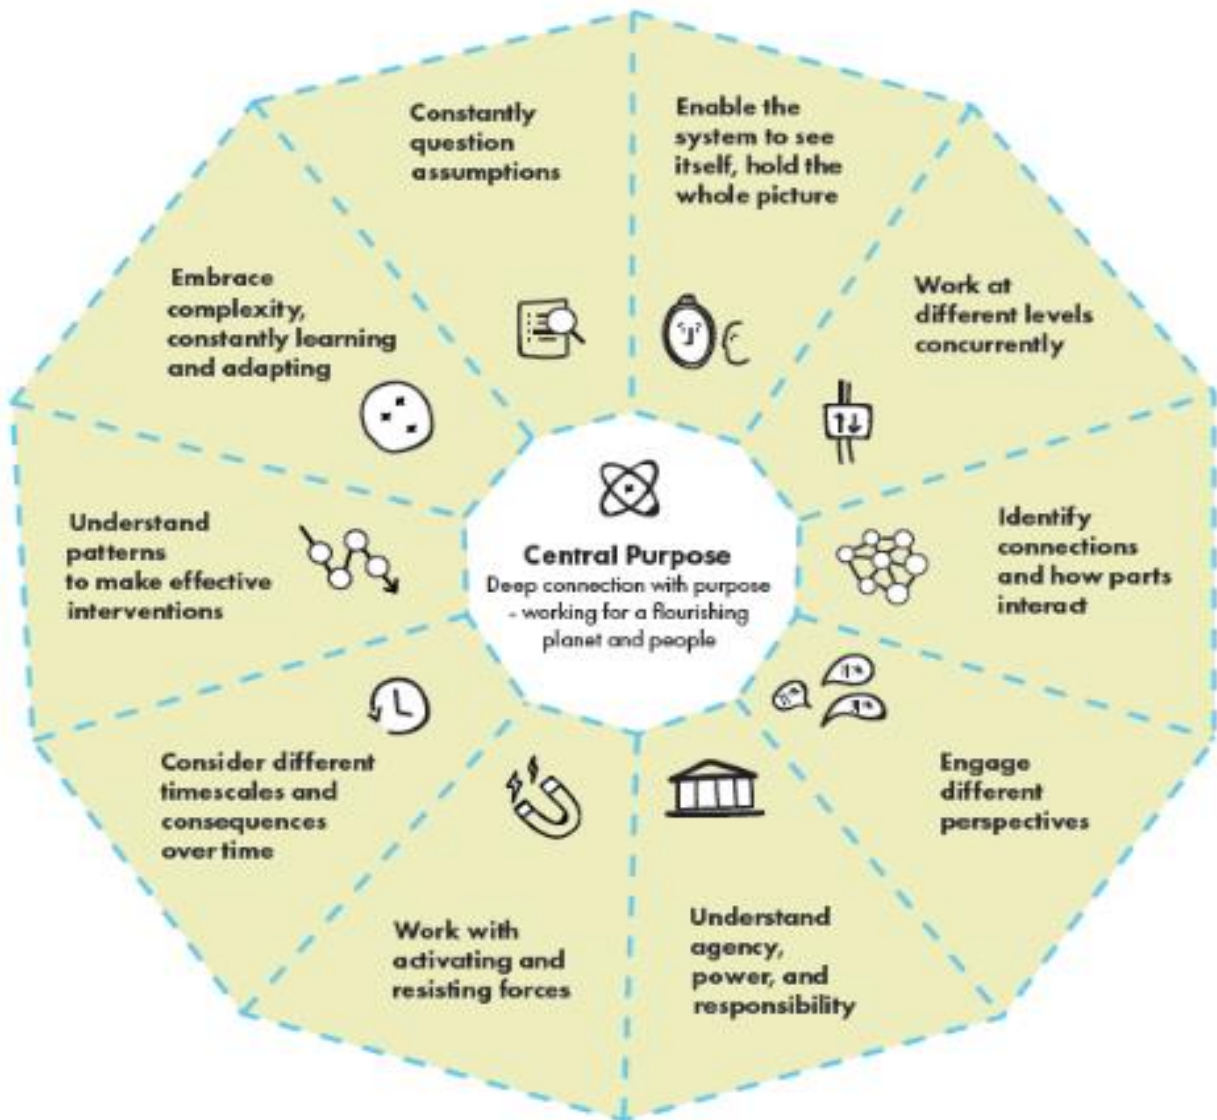 Constantly
question
assumptions
Enable the
system to see
itself, hold the
whole picture
Work at
different levels
concurrently
Identify
connections
and how parts
interact
Engage
different
perspectives
Understand
agency,
power, and
responsibility
Work with
activating and
resisting forces
Consider different
timescales and
consequences
over time
Understand
patterns
to make effective
interventions
Embrace
complexity,
constantly learning
and adapting
Central Purpose
Deep connection with purpose
- working for a flourishing
planet and people